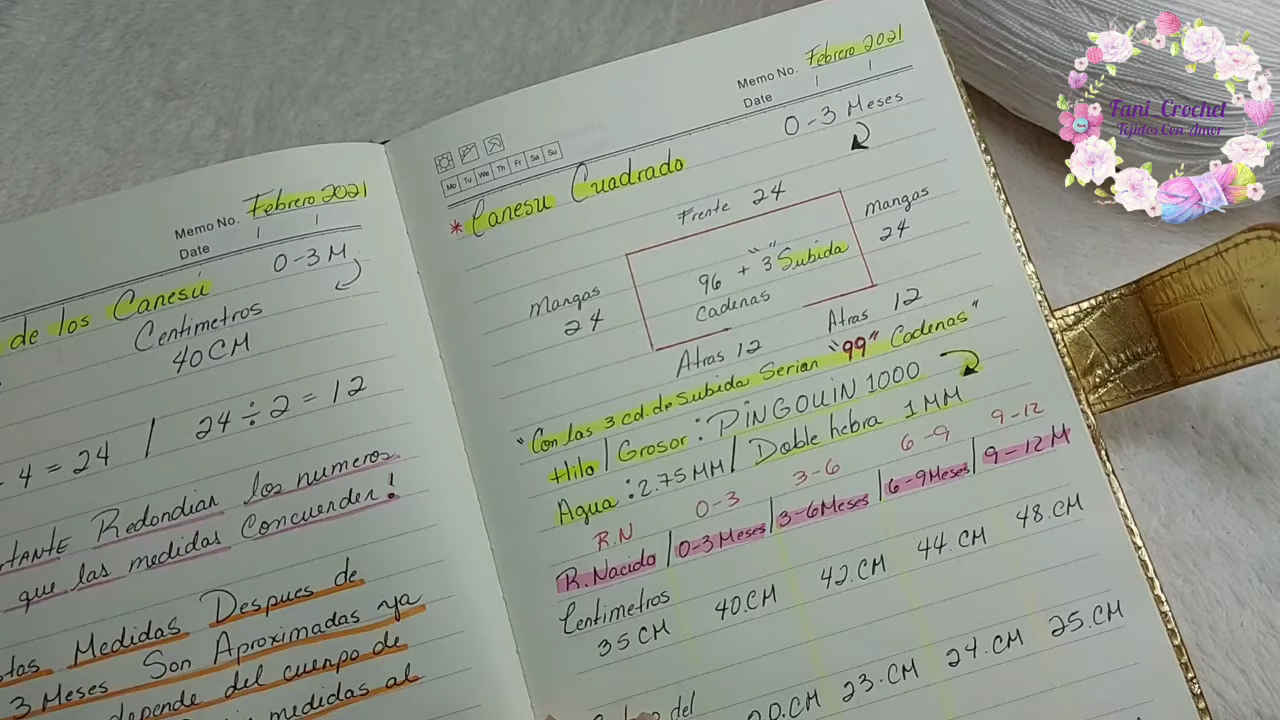 Memo No. Febrero 2021
Date
0-3 M
de los Canesú
Centimetros
40CM
4 = 24 / 24 ÷ 2 = 12
Redondiar los numeros
que las medidas Concuerden!
Medidas Despues de
3 Meses Son Aproximadas ya
depende del cuerpo de
medidas al
Memo No. Febrero 2021
Date
Mo Tu We Th Fr Sa Su
0-3 Meses
* Canesu Cuadrado
Frente 24
Mangas
24
mangas
24
96 + "3" Subida
Cadenas
Atras 12
Atras 12
"Con las 3 cd. de Subida Serian "99" Cadenas"
Hilo / Grosor : PiNGOUiN 1000
Agua : 2.75 MM / Doble hebra 1 MM
R.N 0-3 3-6 6-9 9-12
R.Nacido / 0-3 Meses / 3-6 Meses / 6-9 Meses / 9-12 M
Centimetros
35 CM 40.CM 42.CM 44.CM 48.CM
del
23.CM 24.CM 25.CM
Fani_Crochet
Tejidos Con Amor